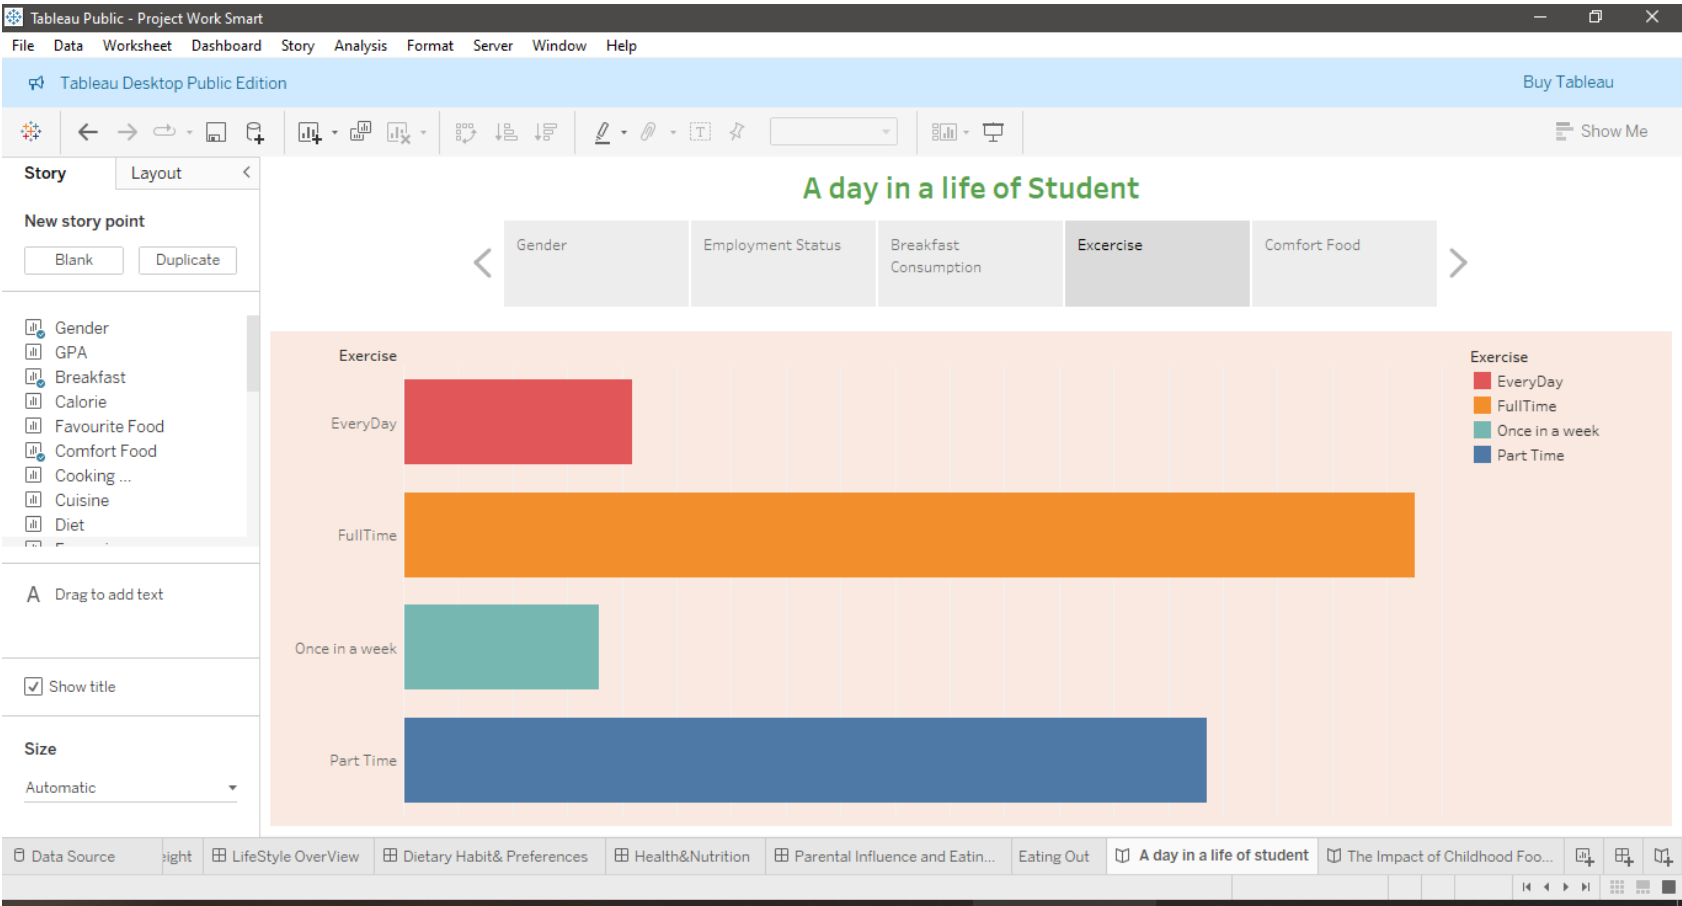 Tableau Public - Project Work Smart
File Data Worksheet Dashboard Story Analysis Format Server Window Help
Tableau Desktop Public Edition Buy Tableau
Show Me
Story Layout
A day in a life of Student
New story point
Blank Duplicate
Gender Employment Status Breakfast Consumption Excercise Comfort Food
Gender
GPA
Breakfast
Calorie
Favourite Food
Comfort Food
Cooking ...
Cuisine
Diet
A Drag to add text
Show title
Size
Automatic
Exercise
EveryDay
FullTime
Once in a week
Part Time
Exercise
EveryDay
FullTime
Once in a week
Part Time
Data Source eight LifeStyle OverView Dietary Habit& Preferences Health&Nutrition Parental Influence and Eatin... Eating Out A day in a life of student The Impact of Childhood Foo...